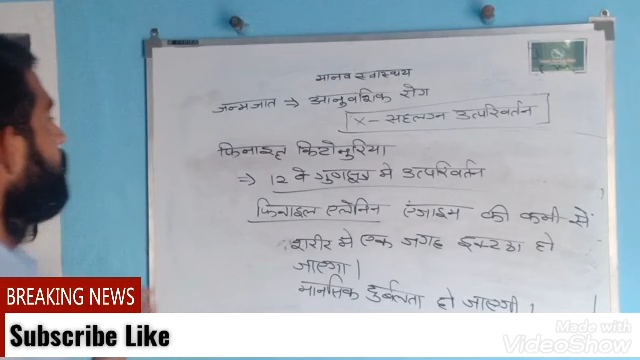 मानव स्वास्थ्य
जन्मजात ⇒ आनुवंशिक रोग
X- सहलग्न उत्परिवर्तन
फिनाइल किटोनुरिया
⇒ 12 वे गुणसूत्र में उत्परिवर्तन
फिनाइल एलेनिन एंजाइम की कमी से
शरीर में एक जगह इकट्ठा हो
जाएगा।
मानसिक दुर्बलता हो जाएगी।
BREAKING NEWS
Subscribe Like
Made with
VideoShow